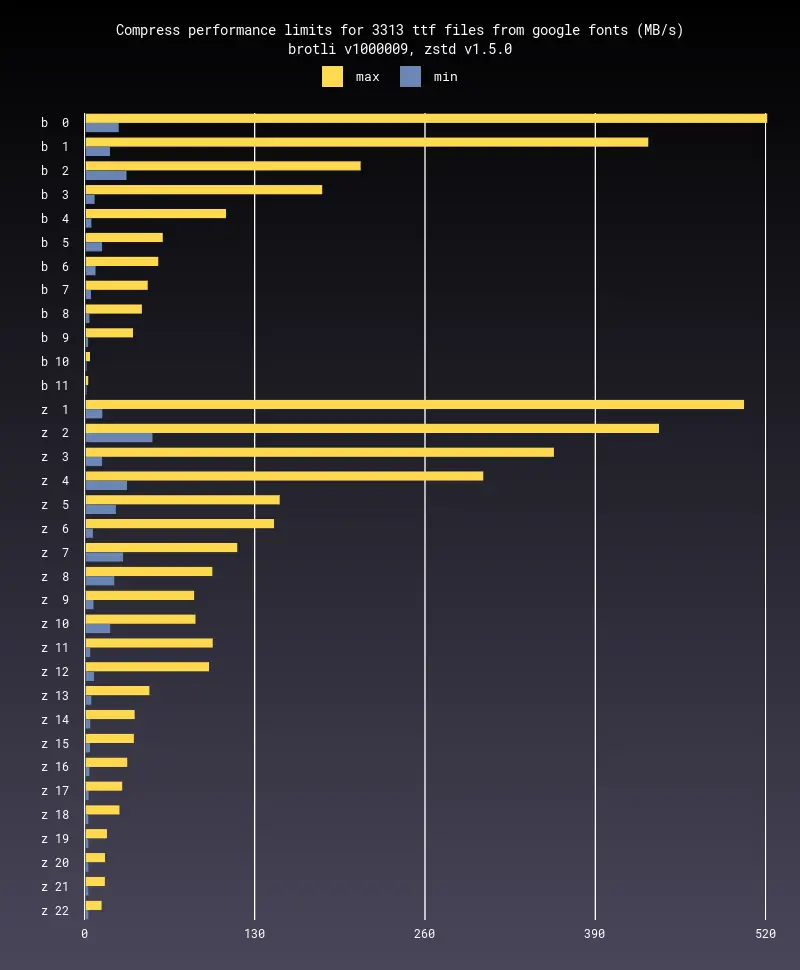 Compress performance limits for 3313 ttf files from google fonts (MB/s)
brotli v1000009, zstd v1.5.0
max min
b 0
b 1
b 2
b 3
b 4
b 5
b 6
b 7
b 8
b 9
b 10
b 11
z 1
z 2
z 3
z 4
z 5
z 6
z 7
z 8
z 9
z 10
z 11
z 12
z 13
z 14
z 15
z 16
z 17
z 18
z 19
z 20
z 21
z 22
0 130 260 390 520